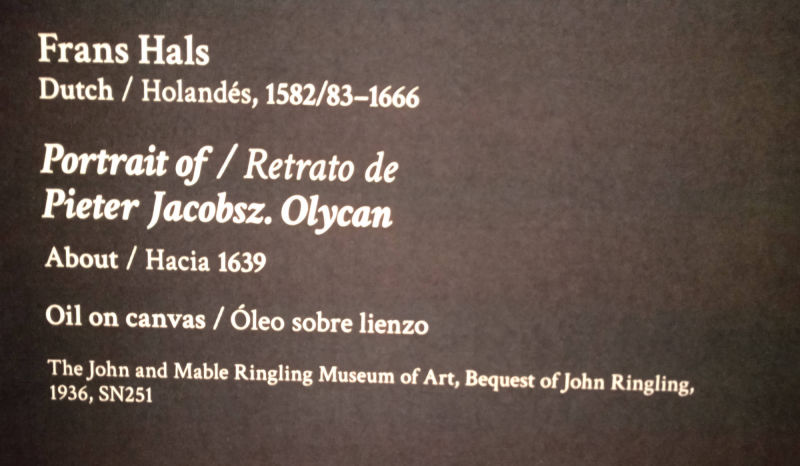 Frans Hals
Dutch / Holandés, 1582/83–1666
Portrait of / Retrato de
Pieter Jacobsz. Olycan
About / Hacia 1639
Oil on canvas / Óleo sobre lienzo
The John and Mable Ringling Museum of Art, Bequest of John Ringling,
1936, SN251